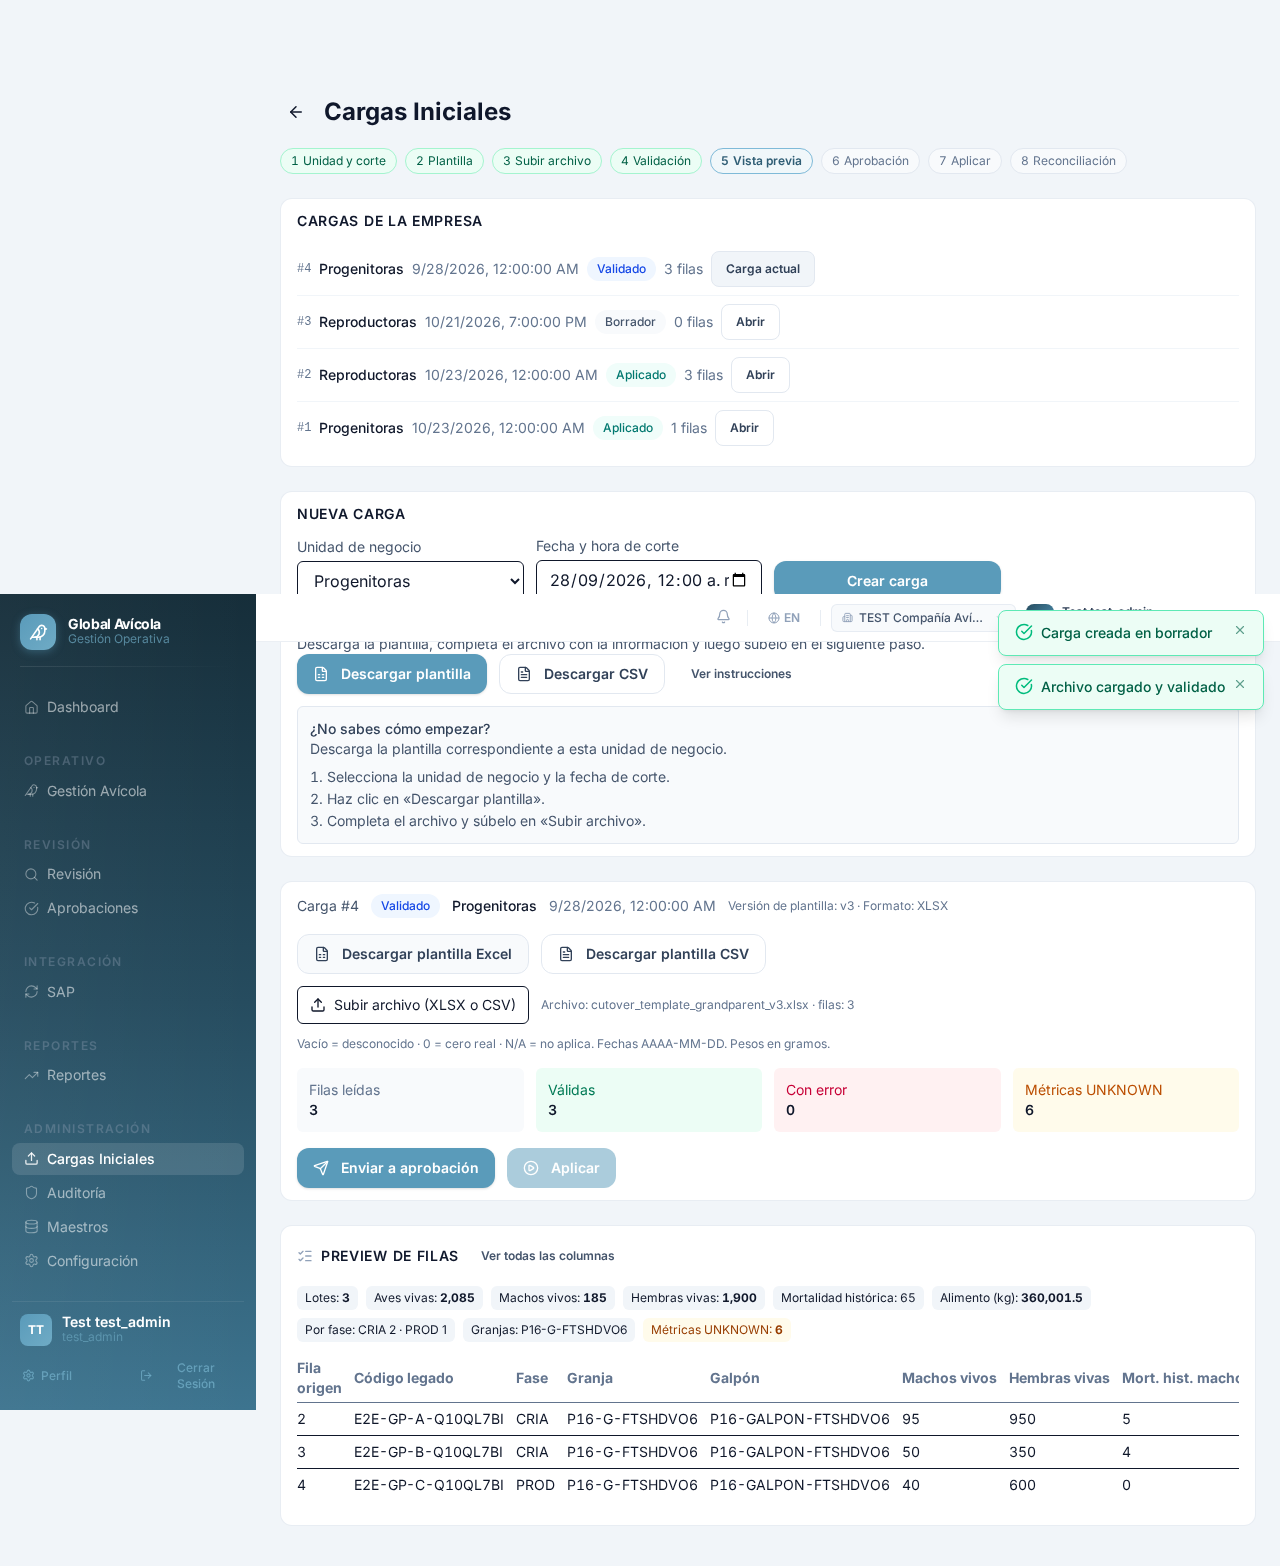 Cargas Iniciales
1 Unidad y corte
2 Plantilla
3 Subir archivo
4 Validación
5 Vista previa
6 Aprobación
7 Aplicar
8 Reconciliación
CARGAS DE LA EMPRESA
#4 Progenitoras 9/28/2026, 12:00:00 AM Validado 3 filas Carga actual
#3 Reproductoras 10/21/2026, 7:00:00 PM Borrador 0 filas Abrir
#2 Reproductoras 10/23/2026, 12:00:00 AM Aplicado 3 filas Abrir
#1 Progenitoras 10/23/2026, 12:00:00 AM Aplicado 1 filas Abrir
NUEVA CARGA
Unidad de negocio
Fecha y hora de corte
Progenitoras
28/09/2026, 12:00 a. 
Crear carga
Global Avícola
Gestión Operativa
Dashboard
OPERATIVO
Gestión Avícola
REVISIÓN
Revisión
Aprobaciones
INTEGRACIÓN
SAP
REPORTES
Reportes
ADMINISTRACIÓN
Cargas Iniciales
Auditoría
Maestros
Configuración
TT
Test test_admin
test_admin
Perfil
Cerrar
Sesión
EN
TEST Compañía Aví...
Test test_admin
Carga creada en borrador
Archivo cargado y validado
Descarga la plantilla, completa el archivo con la información y luego súbelo en el siguiente paso.
Descargar plantilla
Descargar CSV
Ver instrucciones
¿No sabes cómo empezar?
Descarga la plantilla correspondiente a esta unidad de negocio.
1. Selecciona la unidad de negocio y la fecha de corte.
2. Haz clic en «Descargar plantilla».
3. Completa el archivo y súbelo en «Subir archivo».
Carga #4 Validado Progenitoras 9/28/2026, 12:00:00 AM Versión de plantilla: v3 · Formato: XLSX
Descargar plantilla Excel
Descargar plantilla CSV
Subir archivo (XLSX o CSV)
Archivo: cutover_template_grandparent_v3.xlsx · filas: 3
Vacío = desconocido · 0 = cero real · N/A = no aplica. Fechas AAAA-MM-DD. Pesos en gramos.
Filas leídas
3
Válidas
3
Con error
0
Métricas UNKNOWN
6
Enviar a aprobación
Aplicar
PREVIEW DE FILAS
Ver todas las columnas
Lotes: 3
Aves vivas: 2,085
Machos vivos: 185
Hembras vivas: 1,900
Mortalidad histórica: 65
Alimento (kg): 360,001.5
Por fase: CRIA 2 · PROD 1
Granjas: P16-G-FTSHDVO6
Métricas UNKNOWN: 6
Fila origen Código legado Fase Granja Galpón Machos vivos Hembras vivas Mort. hist. macho
2 E2E-GP-A-Q10QL7BI CRIA P16-G-FTSHDVO6 P16-GALPON-FTSHDVO6 95 950 5
3 E2E-GP-B-Q10QL7BI CRIA P16-G-FTSHDVO6 P16-GALPON-FTSHDVO6 50 350 4
4 E2E-GP-C-Q10QL7BI PROD P16-G-FTSHDVO6 P16-GALPON-FTSHDVO6 40 600 0